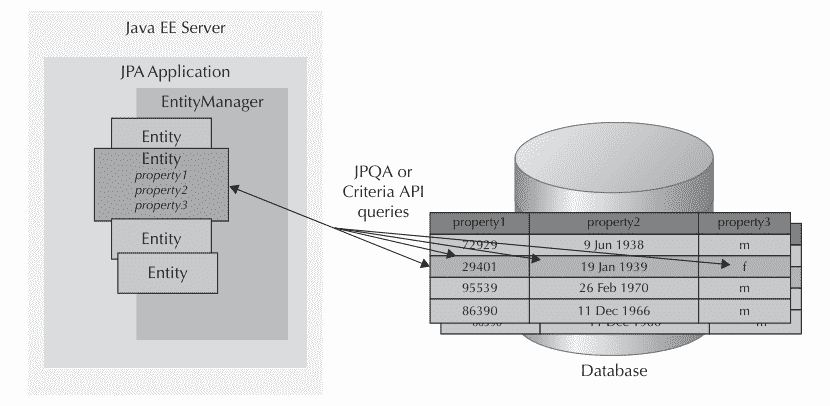 Java EE Server
JPA Application
EntityManager
Entity
Entity
property1
property2
property3
Entity
Entity
JPQA or
Criteria API
queries
property1 property2 property3
72929 9 Jun 1938 m
29401 19 Jan 1939 f
95539 26 Feb 1970 m
86390 11 Dec 1966 m
Database